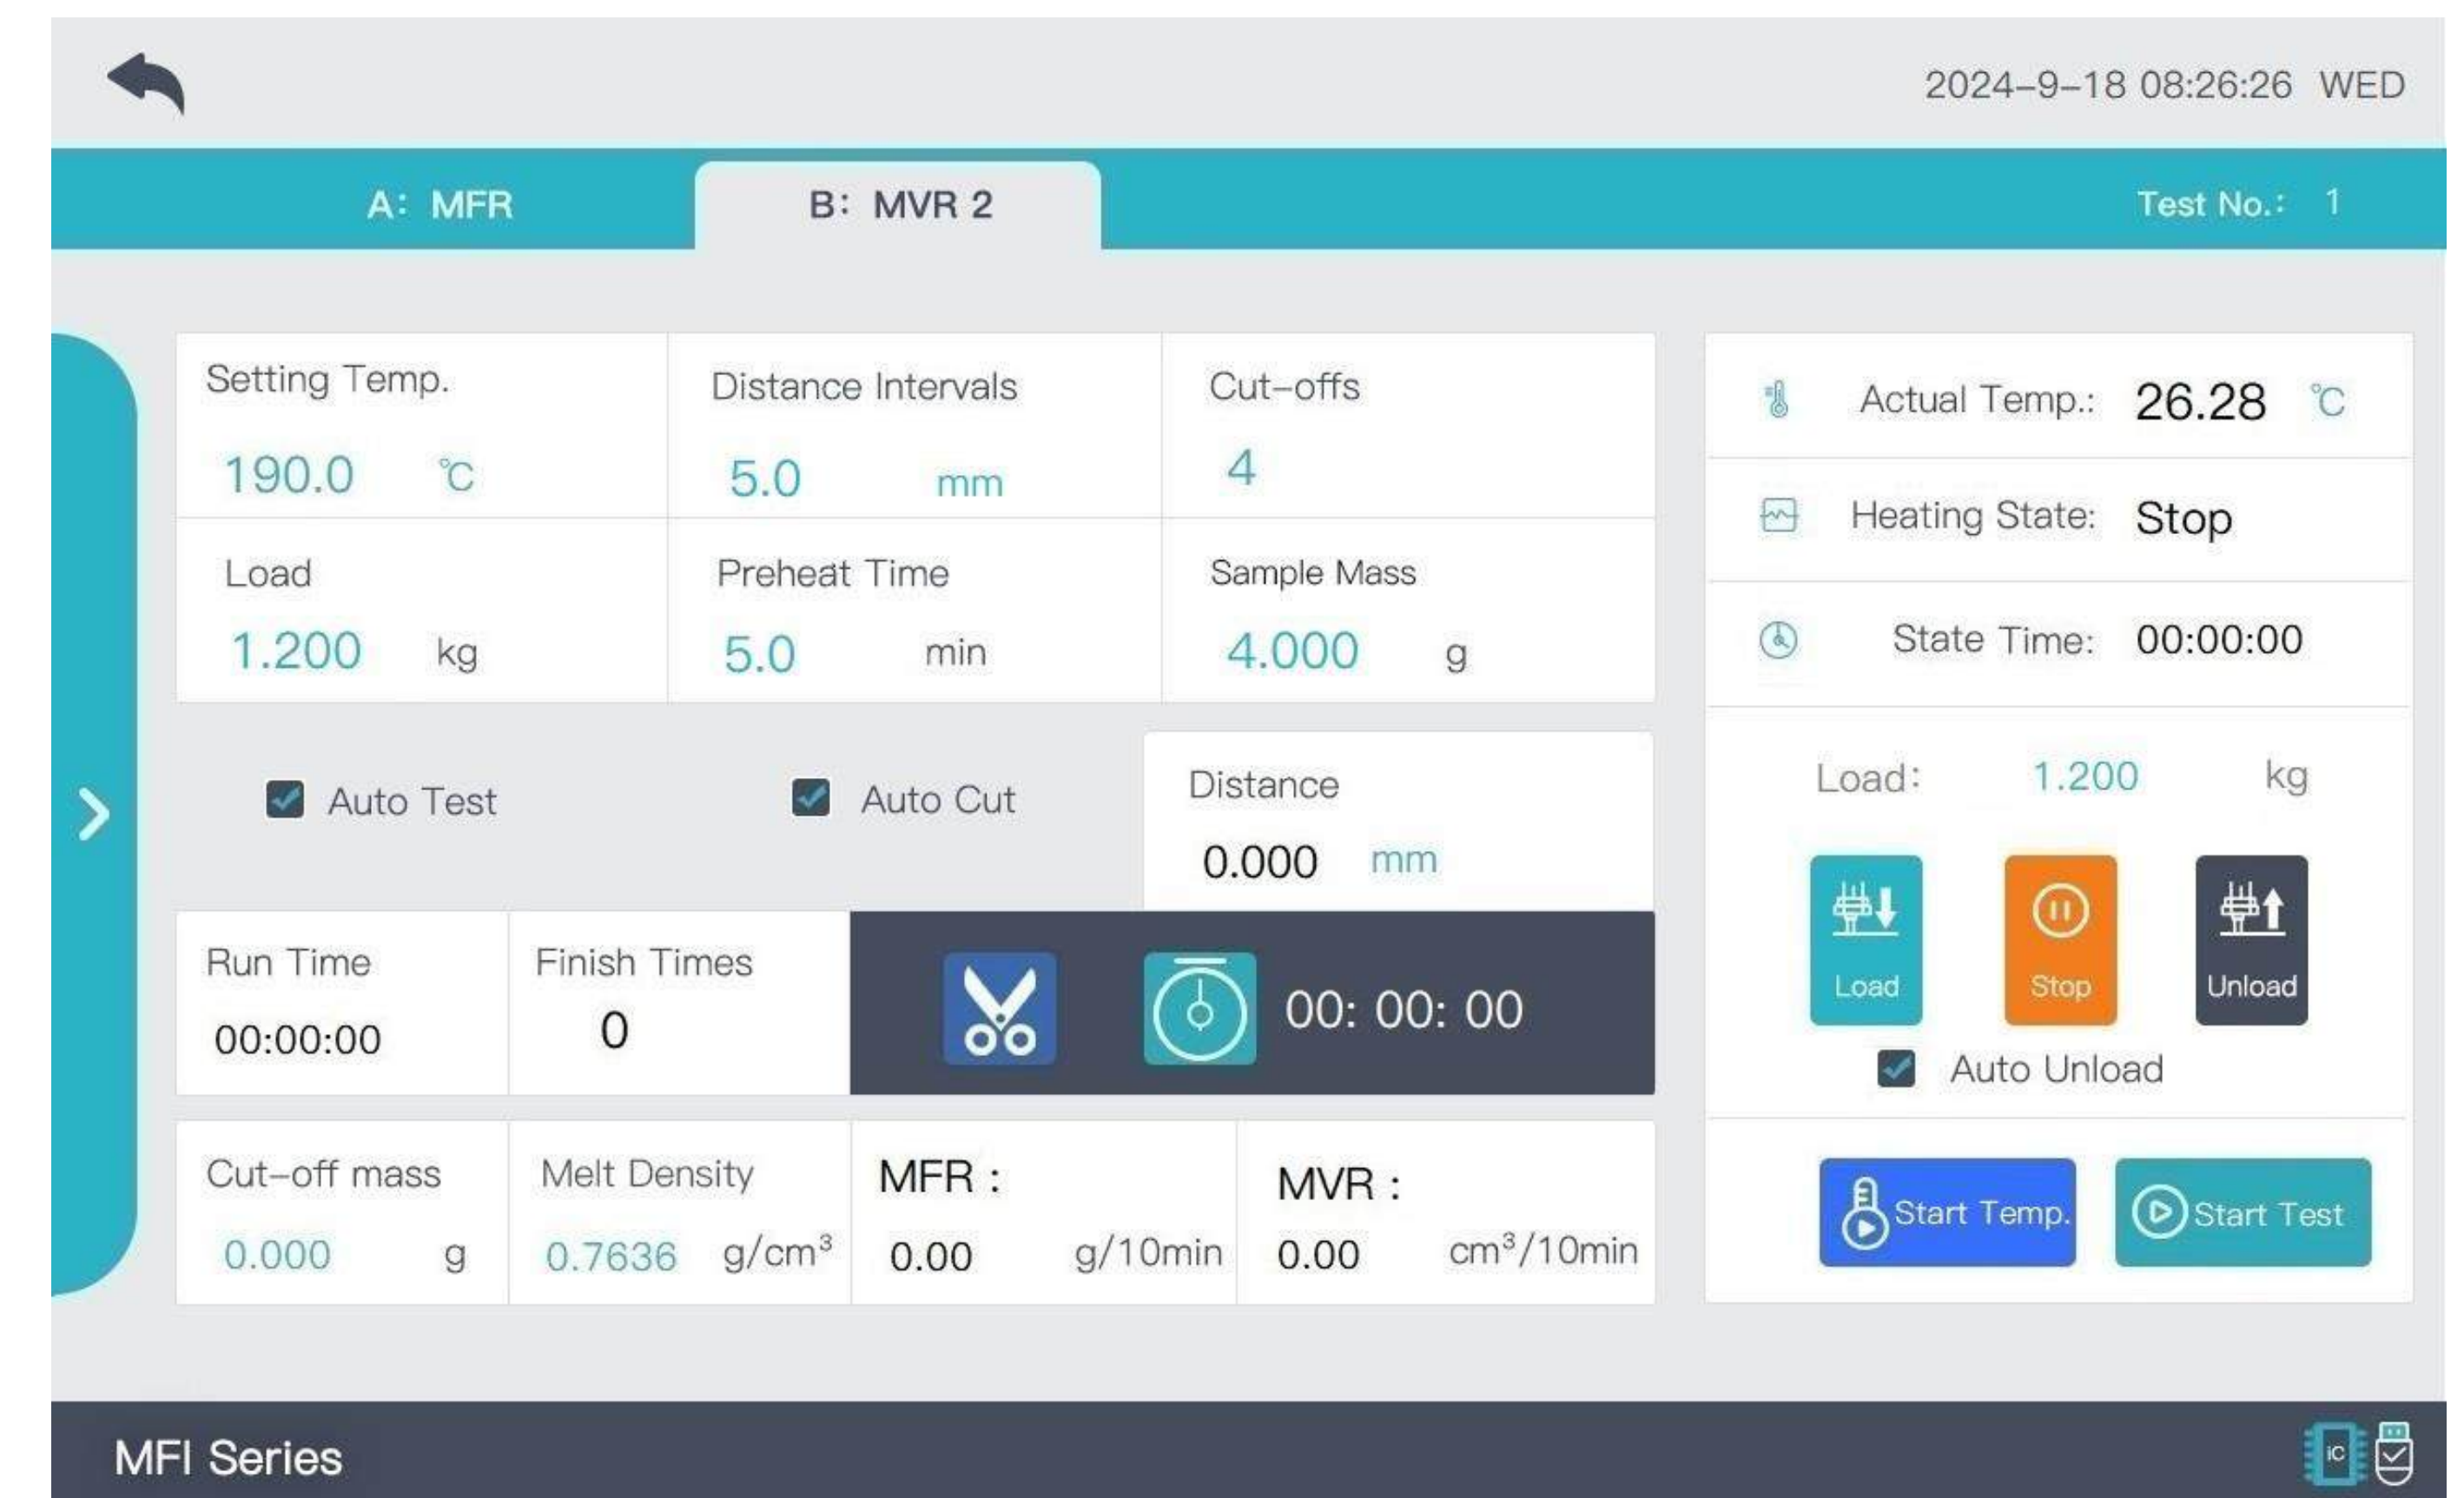 2024-9-18 08:26:26 WED
A: MFR
B: MVR 2
Test No.: 1
Setting Temp.
190.0 ℃
Distance Intervals
5.0 mm
Cut-offs
4
Load
1.200 kg
Preheat Time
5.0 min
Sample Mass
4.000 g
Auto Test
Auto Cut
Distance
0.000 mm
Run Time
00:00:00
Finish Times
0
00: 00: 00
Cut-off mass
0.000 g
Melt Density
0.7636 g/cm³
MFR :
0.00 g/10min
MVR :
0.00 cm³/10min
Actual Temp.: 26.28 ℃
Heating State: Stop
State Time: 00:00:00
Load: 1.200 kg
Load
Stop
Unload
Auto Unload
Start Temp.
Start Test
MFI Series
iC